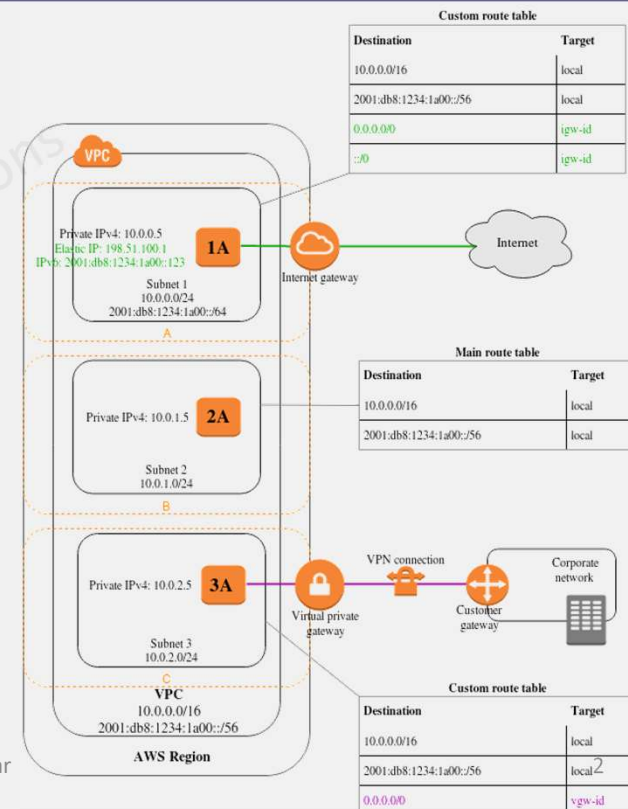 Custom route table
Destination Target
10.0.0.0/16 local
2001:db8:1234:1a00::/56 local
0.0.0.0/0 igw-id
::/0 igw-id
VPC
Private IPv4: 10.0.0.5
Elastic IP: 198.51.100.1
IPv6: 2001:db8:1234:1a00::123
1A
Subnet 1
10.0.0.0/24
2001:db8:1234:1a00::/64
A
Internet gateway
Internet
Main route table
Destination Target
10.0.0.0/16 local
2001:db8:1234:1a00::/56 local
Private IPv4: 10.0.1.5
2A
Subnet 2
10.0.1.0/24
B
Private IPv4: 10.0.2.5
3A
Subnet 3
10.0.2.0/24
C
Virtual private
gateway
VPN connection
Customer
gateway
Corporate
network
VPC
10.0.0.0/16
2001:db8:1234:1a00::/56
AWS Region
Custom route table
Destination Target
10.0.0.0/16 local
2001:db8:1234:1a00::/56 local
0.0.0.0/0 vgw-id
2